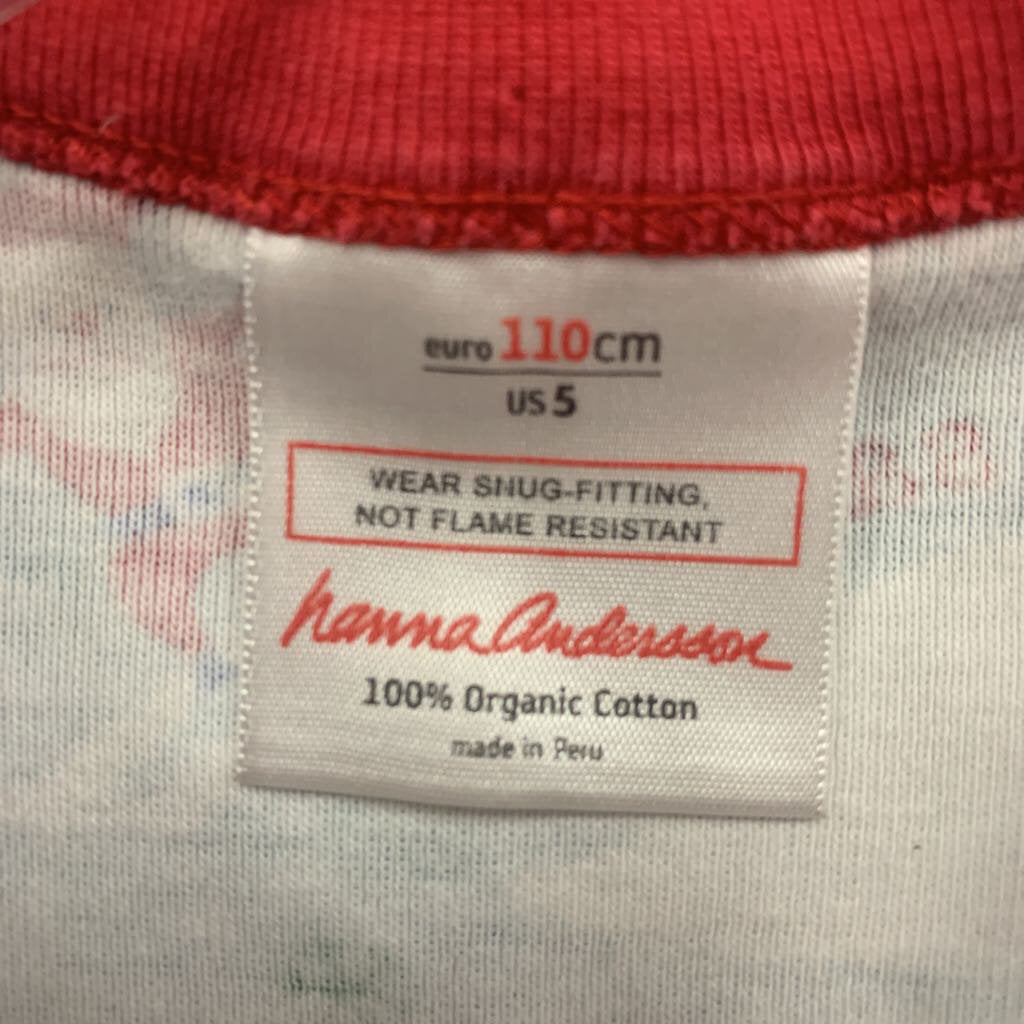 euro 110cm
US 5
WEAR SNUG-FITTING,
NOT FLAME RESISTANT
hanna Andersson
100% Organic Cotton
made in Peru